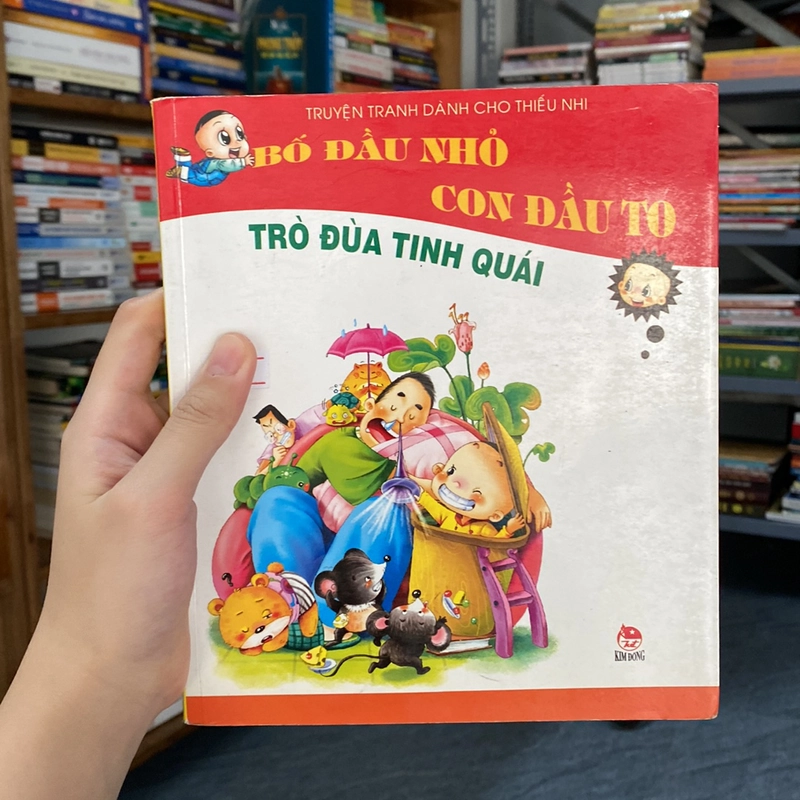 TRUYỆN TRANH DÀNH CHO THIẾU NHI
BỐ ĐẦU NHỎ
CON ĐẦU TO
TRÒ ĐÙA TINH QUÁI
KIM ĐỒNG